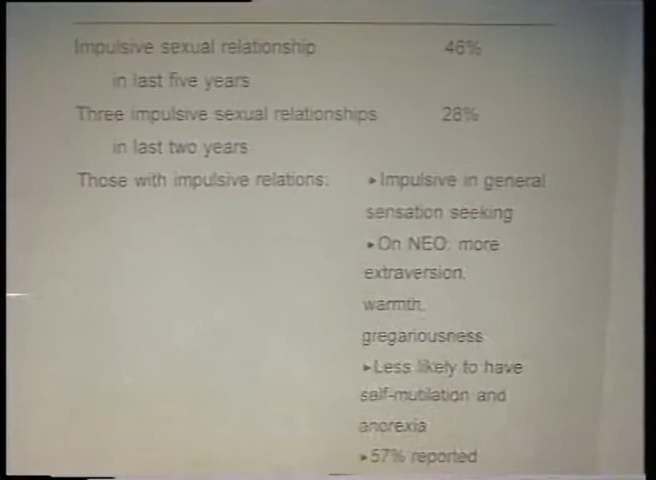 Impulsive sexual relationship 46%
in last five years
Three impulsive sexual relationships 28%
in last two years
Those with impulsive relations: ▸Impulsive in general
sensation seeking
▸On NEO: more
extraversion,
warmth,
gregariousness
▸Less likely to have
self-mutilation and
anorexia
▸57% reported